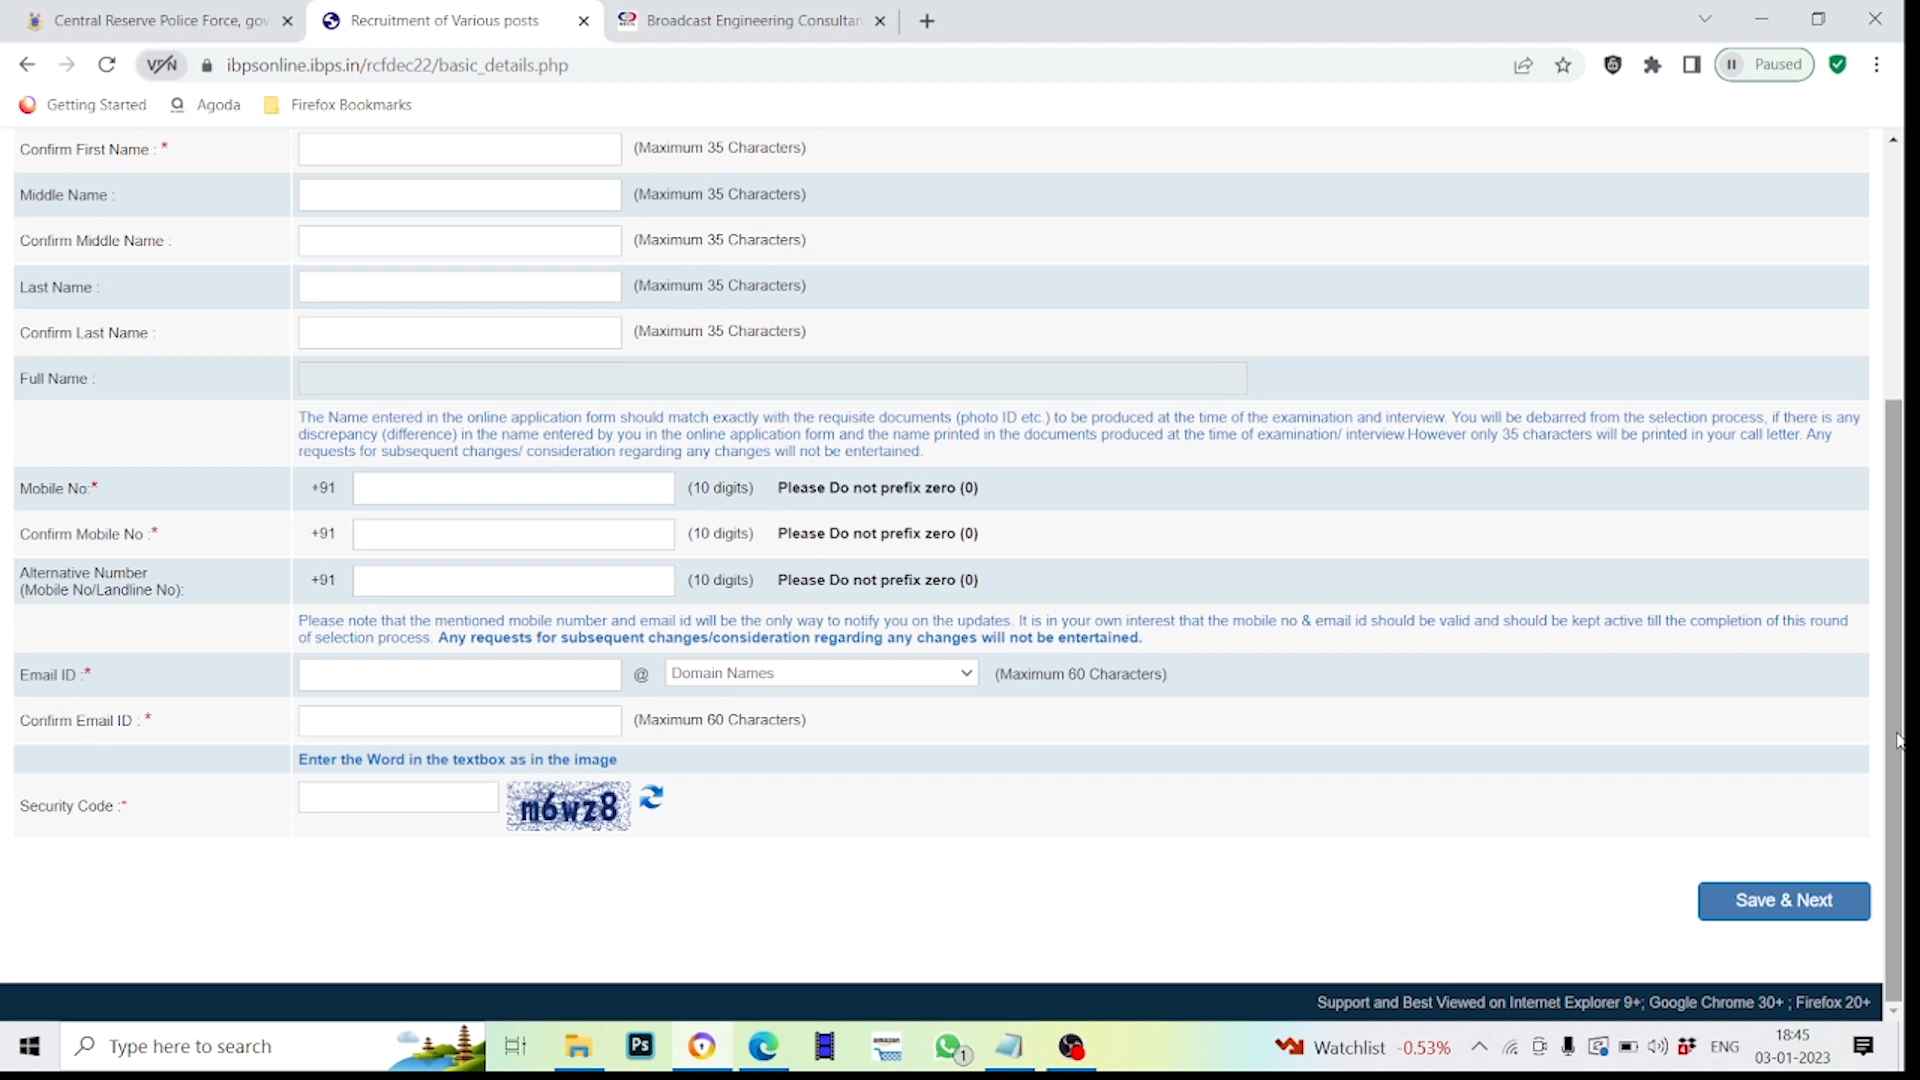 Central Reserve Police Force, gov
Recruitment of Various posts
Broadcast Engineering Consultan
VPN
ibpsonline.ibps.in/rcfdec22/basic_details.php
Paused
Getting Started
Agoda
Firefox Bookmarks
Confirm First Name : * (Maximum 35 Characters)
Middle Name : (Maximum 35 Characters)
Confirm Middle Name : (Maximum 35 Characters)
Last Name : (Maximum 35 Characters)
Confirm Last Name : (Maximum 35 Characters)
Full Name :
The Name entered in the online application form should match exactly with the requisite documents (photo ID etc.) to be produced at the time of the examination and interview. You will be debarred from the selection process, if there is any
discrepancy (difference) in the name entered by you in the online application form and the name printed in the documents produced at the time of examination/ interview.However only 35 characters will be printed in your call letter. Any
requests for subsequent changes/ consideration regarding any changes will not be entertained.
Mobile No:* +91 (10 digits) Please Do not prefix zero (0)
Confirm Mobile No :* +91 (10 digits) Please Do not prefix zero (0)
Alternative Number
(Mobile No/Landline No): +91 (10 digits) Please Do not prefix zero (0)
Please note that the mentioned mobile number and email id will be the only way to notify you on the updates. It is in your own interest that the mobile no & email id should be valid and should be kept active till the completion of this round
of selection process. Any requests for subsequent changes/consideration regarding any changes will not be entertained.
Email ID :* @ Domain Names (Maximum 60 Characters)
Confirm Email ID : * (Maximum 60 Characters)
Enter the Word in the textbox as in the image
Security Code :* m6wz8
Save & Next
Support and Best Viewed on Internet Explorer 9+; Google Chrome 30+ ; Firefox 20+
Type here to search
Ps
amazon
1
Watchlist -0.53%
ENG
18:45
03-01-2023